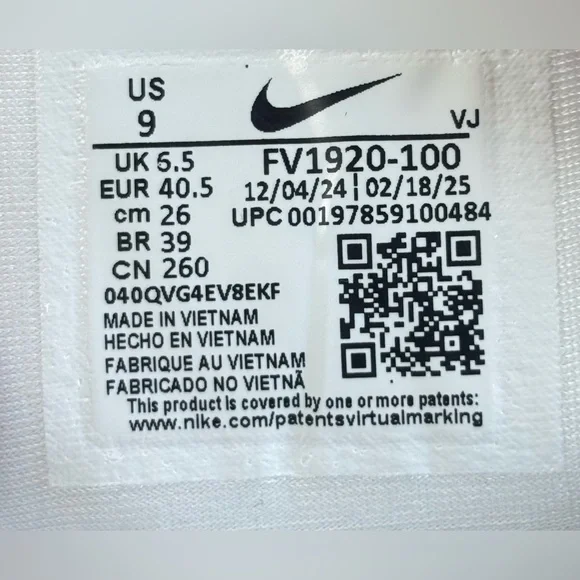 US
9
VJ
UK 6.5
EUR 40.5
cm 26
BR 39
CN 260
FV1920-100
12/04/24 | 02/18/25
UPC 00197859100484
040QVG4EV8EKF
MADE IN VIETNAM
HECHO EN VIETNAM
FABRIQUE AU VIETNAM
FABRICADO NO VIETNÃ
This product is covered by one or more patents:
www.nike.com/patentsvirtualmarking